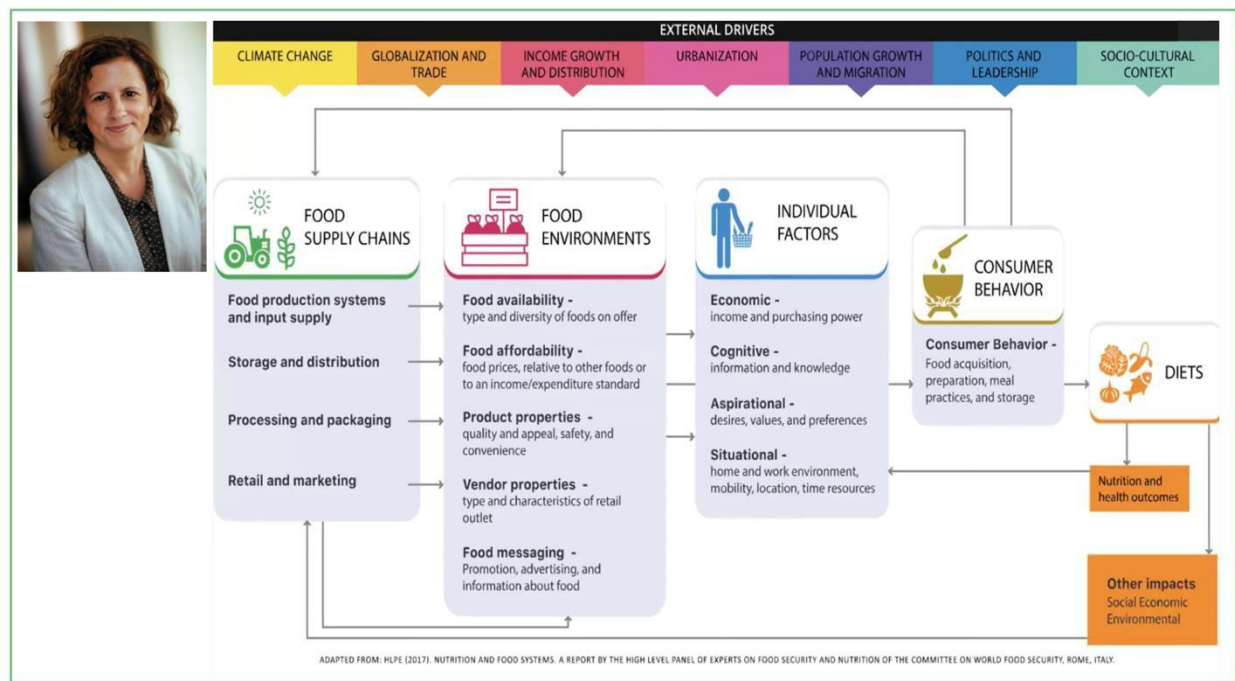 EXTERNAL DRIVERS
CLIMATE CHANGE
GLOBALIZATION AND
TRADE
INCOME GROWTH
AND DISTRIBUTION
URBANIZATION
POPULATION GROWTH
AND MIGRATION
POLITICS AND
LEADERSHIP
SOCIO-CULTURAL
CONTEXT
FOOD
SUPPLY CHAINS
Food production systems
and input supply
Storage and distribution
Processing and packaging
Retail and marketing
FOOD
ENVIRONMENTS
Food availability -
type and diversity of foods on offer
Food affordability -
food prices, relative to other foods or
to an income/expenditure standard
Product properties -
quality and appeal, safety, and
convenience
Vendor properties -
type and characteristics of retail
outlet
Food messaging -
Promotion, advertising, and
information about food
INDIVIDUAL
FACTORS
Economic -
income and purchasing power
Cognitive -
information and knowledge
Aspirational -
desires, values, and preferences
Situational -
home and work environment,
mobility, location, time resources
CONSUMER
BEHAVIOR
Consumer Behavior -
Food acquisition,
preparation, meal
practices, and storage
DIETS
Nutrition and
health outcomes
Other impacts
Social Economic
Environmental
ADAPTED FROM: HLPE (2017). NUTRITION AND FOOD SYSTEMS. A REPORT BY THE HIGH LEVEL PANEL OF EXPERTS ON FOOD SECURITY AND NUTRITION OF THE COMMITTEE ON WORLD FOOD SECURITY, ROME, ITALY.